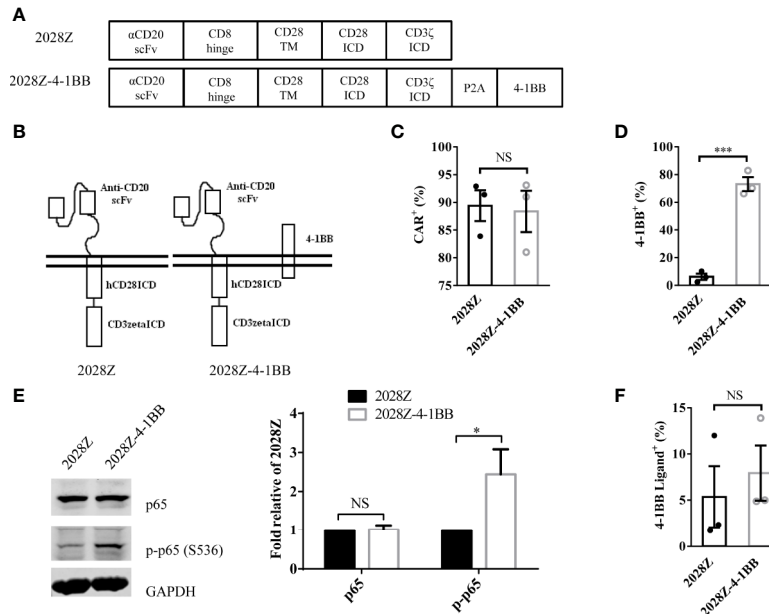 A
2028Z
αCD20 scFv
CD8 hinge
CD28 TM
CD28 ICD
CD3ζ ICD
2028Z-4-1BB
αCD20 scFv
CD8 hinge
CD28 TM
CD28 ICD
CD3ζ ICD
P2A
4-1BB
B
Anti-CD20
scFv
hCD28ICD
CD3zetaICD
2028Z
Anti-CD20
scFv
4-1BB
hCD28ICD
CD3zetaICD
2028Z-4-1BB
C
NS
CAR⁺ (%)
95
90
85
80
75
2028Z
2028Z-4-1BB
D
***
4-1BB⁺ (%)
100
80
60
40
20
0
2028Z
2028Z-4-1BB
E
2028Z
2028Z-4-1BB
p65
p-p65 (S536)
GAPDH
2028Z
2028Z-4-1BB
Fold relative of 2028Z
4
3
2
1
0
NS
*
p65
p-p65
F
NS
4-1BB Ligand⁺ (%)
15
10
5
0
2028Z
2028Z-4-1BB